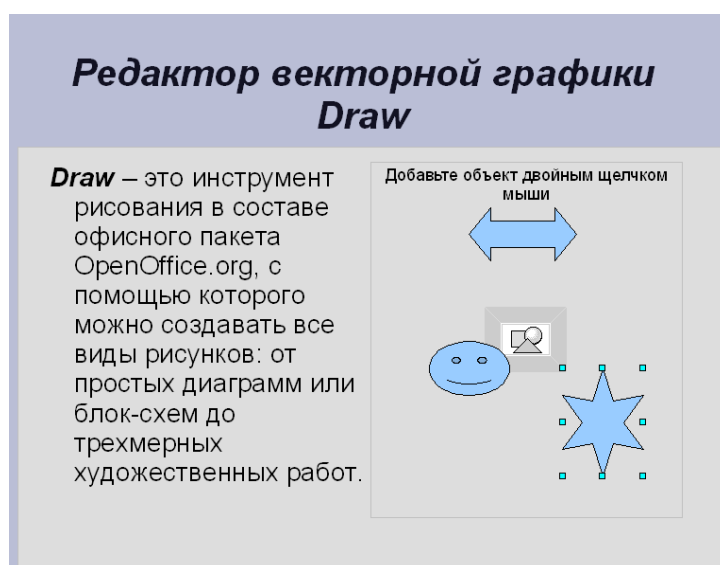 Редактор векторной графики
Draw
Draw – это инструмент
рисования в составе
офисного пакета
OpenOffice.org, с
помощью которого
можно создавать все
виды рисунков: от
простых диаграмм или
блок-схем до
трехмерных
художественных работ.
Добавьте объект двойным щелчком
мыши